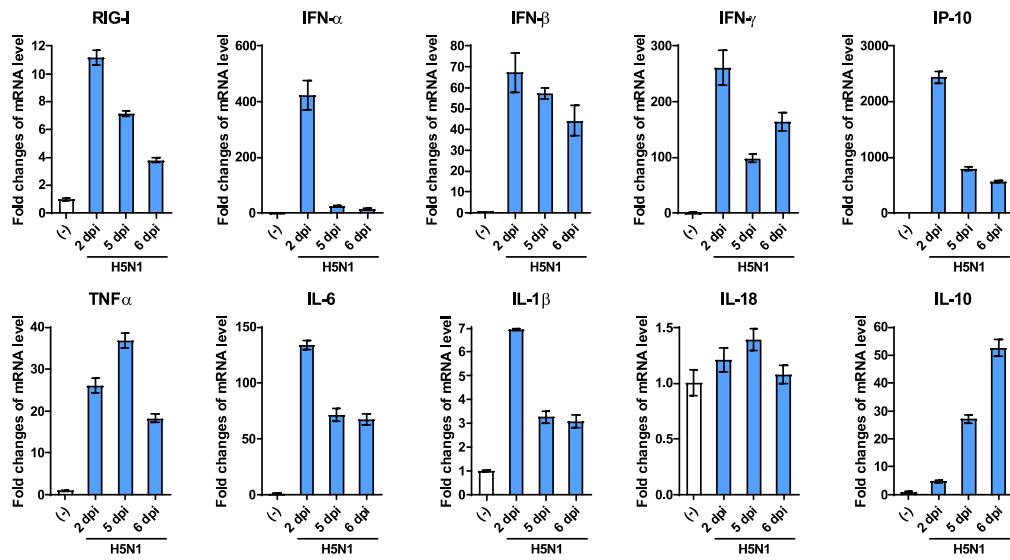 RIG-I
Fold changes of mRNA level
12
10
8
6
4
2
0
(-)
2 dpi
5 dpi
6 dpi
H5N1
IFN-α
Fold changes of mRNA level
600
400
200
0
(-)
2 dpi
5 dpi
6 dpi
H5N1
IFN-β
Fold changes of mRNA level
80
70
60
50
40
30
20
10
0
(-)
2 dpi
5 dpi
6 dpi
H5N1
IFN-γ
Fold changes of mRNA level
300
200
100
0
(-)
2 dpi
5 dpi
6 dpi
H5N1
IP-10
Fold changes of mRNA level
3000
2000
1000
0
(-)
2 dpi
5 dpi
6 dpi
H5N1
TNFα
Fold changes of mRNA level
40
30
20
10
0
(-)
2 dpi
5 dpi
6 dpi
H5N1
IL-6
Fold changes of mRNA level
150
100
50
0
(-)
2 dpi
5 dpi
6 dpi
H5N1
IL-1β
Fold changes of mRNA level
7
6
5
4
3
2
1
0
(-)
2 dpi
5 dpi
6 dpi
H5N1
IL-18
Fold changes of mRNA level
1.5
1.0
0.5
0.0
(-)
2 dpi
5 dpi
6 dpi
H5N1
IL-10
Fold changes of mRNA level
60
50
40
30
20
10
0
(-)
2 dpi
5 dpi
6 dpi
H5N1